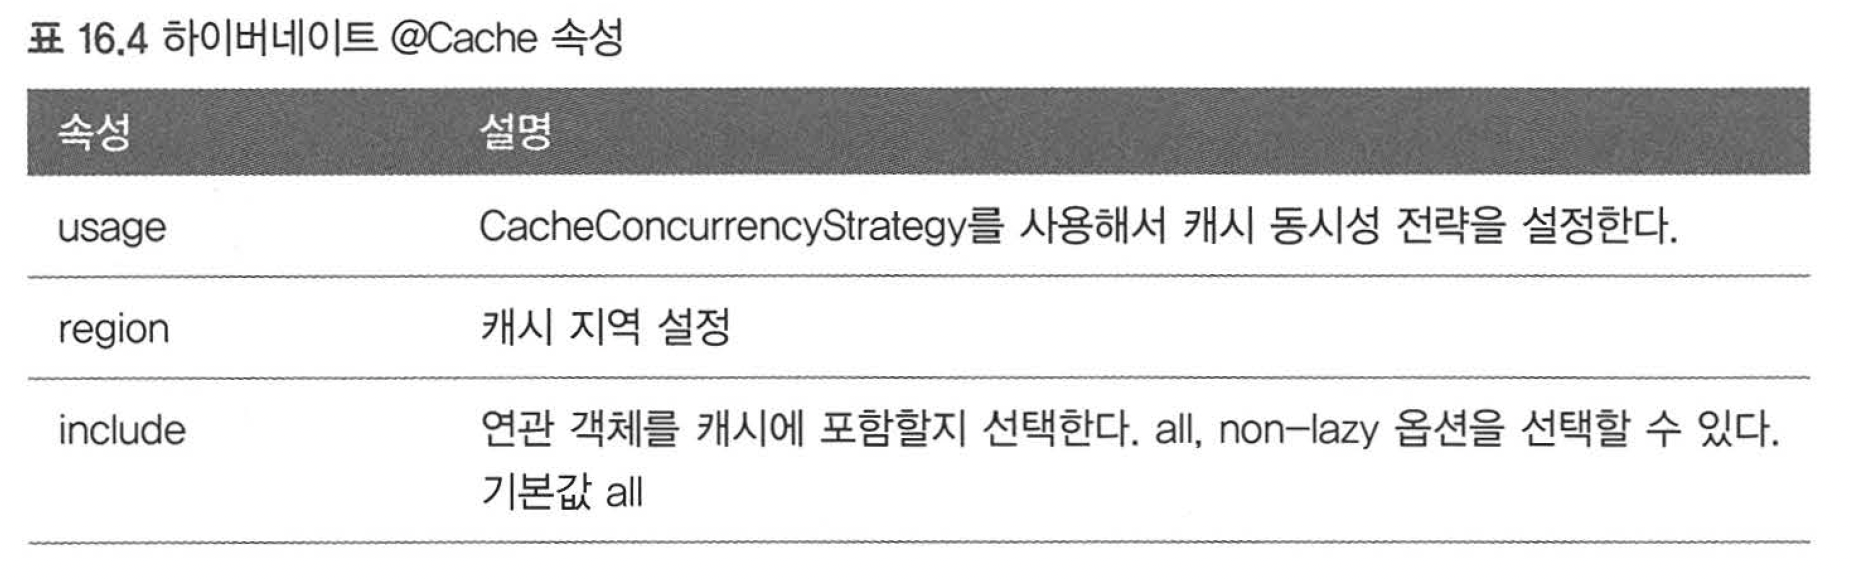 표 16.4 하이버네이트 @Cache 속성
속성 설명
usage CacheConcurrencyStrategy를 사용해서 캐시 동시성 전략을 설정한다.
region 캐시 지역 설정
include 연관 객체를 캐시에 포함할지 선택한다. all, non-lazy 옵션을 선택할 수 있다.
기본값 all